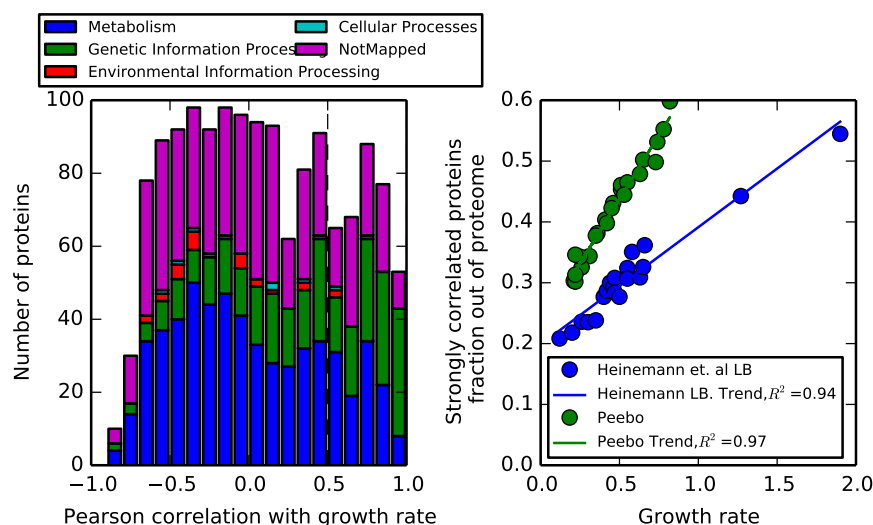 Metabolism
Cellular Processes
Genetic Information Proces
NotMapped
Environmental Information Processing
100
80
60
40
20
0
Number of proteins
−1.0 −0.5 0.0 0.5 1.0
Pearson correlation with growth rate
0.6
0.5
0.4
0.3
0.2
0.1
0.0
Strongly correlated proteins
fraction out of proteome
Heinemann et. al LB
Heinemann LB. Trend,R² =0.94
Peebo
Peebo Trend,R² =0.97
0.0 0.5 1.0 1.5 2.0
Growth rate